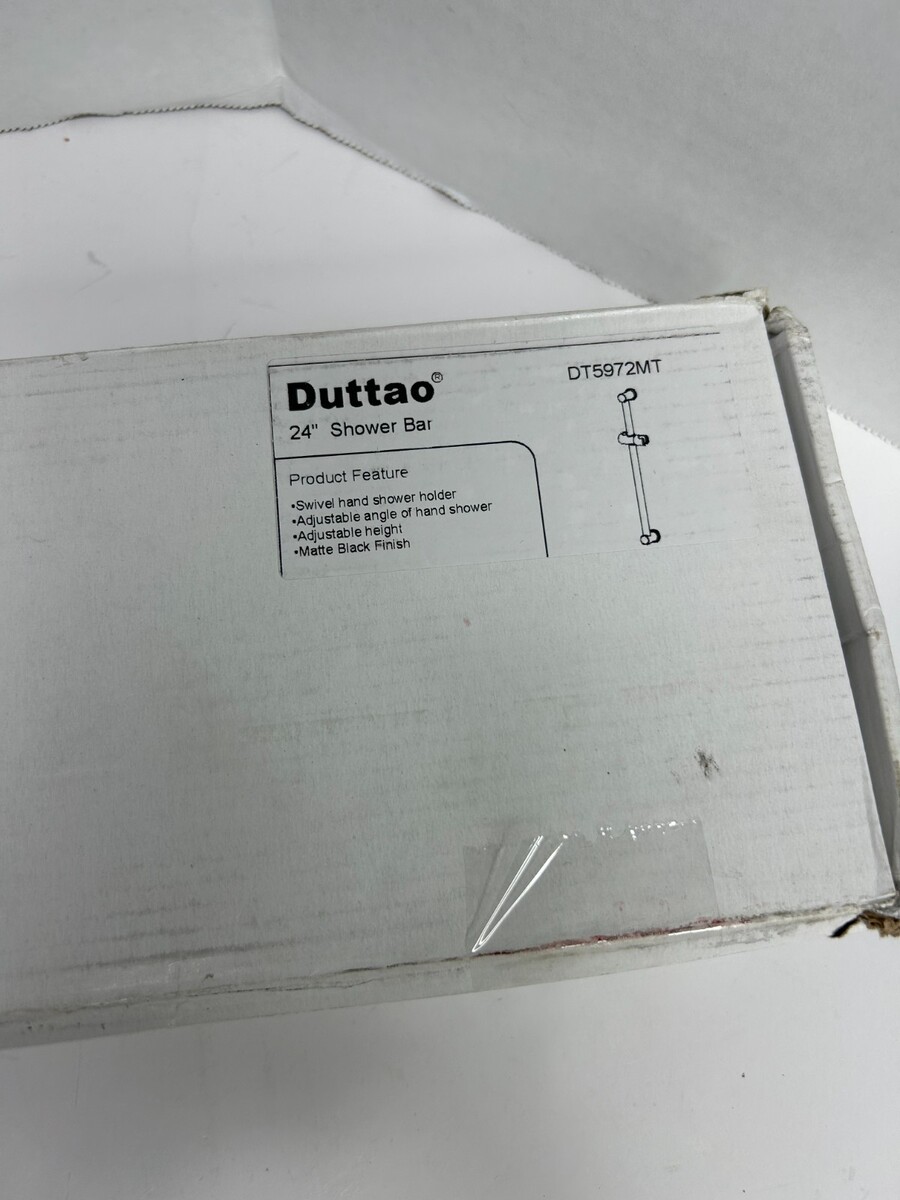 Duttao®
DT5972MT
24" Shower Bar
Product Feature
•Swivel hand shower holder
•Adjustable angle of hand shower
•Adjustable height
•Matte Black Finish